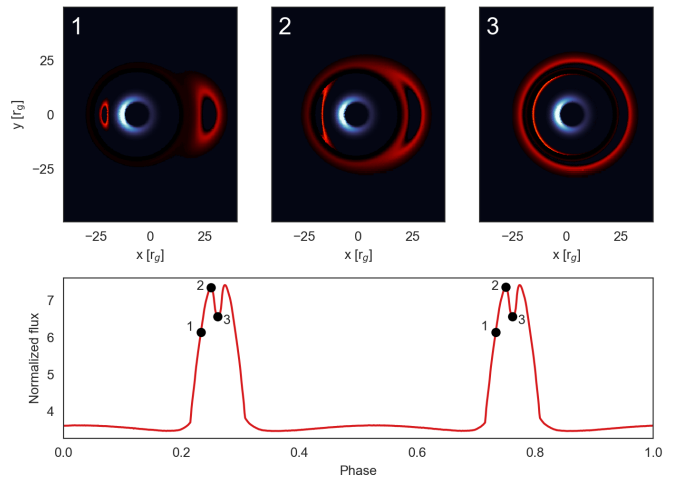 1 2 3
25
0
−25
y [r_g]
−25 0 25 −25 0 25 −25 0 25
x [r_g] x [r_g] x [r_g]
7
6
5
4
Normalized flux
2 2
3 3
1 1
0.0 0.2 0.4 0.6 0.8 1.0
Phase